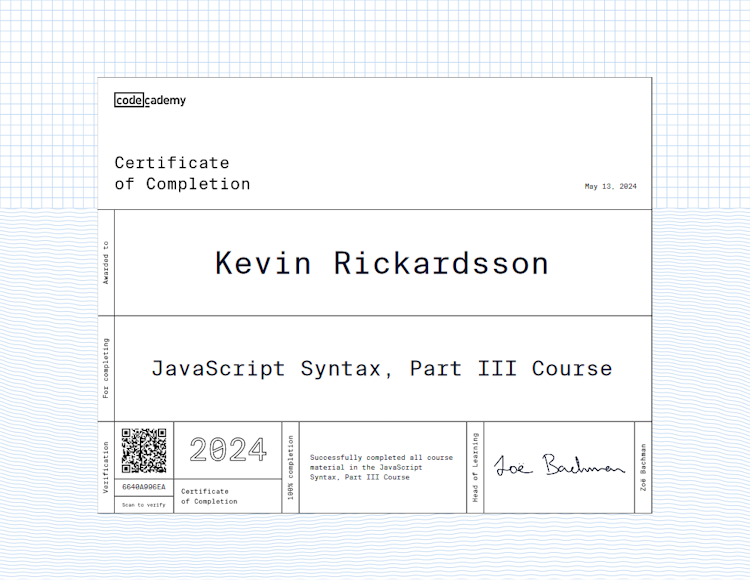 codecademy
Certificate
of Completion
May 13, 2024
Awarded to
Kevin Rickardsson
For completing
JavaScript Syntax, Part III Course
Verification
6640A996EA
Scan to verify
2024
Certificate
of Completion
100% completion
Successfully completed all course
material in the JavaScript
Syntax, Part III Course
Head of Learning
Zoë Bachman
Zoë Bachman